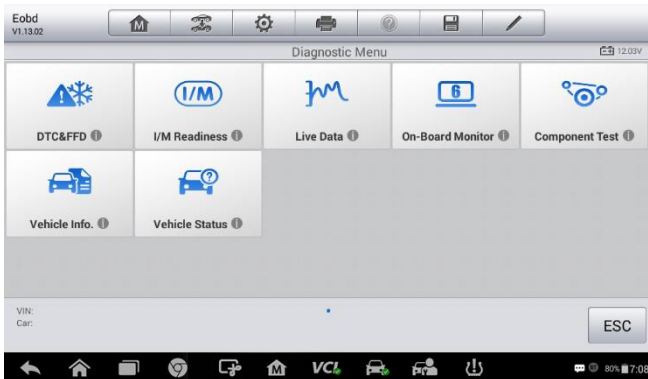 Eobd
V1.13.02
M
?
Diagnostic Menu
12.03V
I/M
6
DTC&FFD
I/M Readiness
Live Data
On-Board Monitor
Component Test
?
Vehicle Info.
Vehicle Status
VIN:
Car:
ESC
M
VCI
80%
7:08